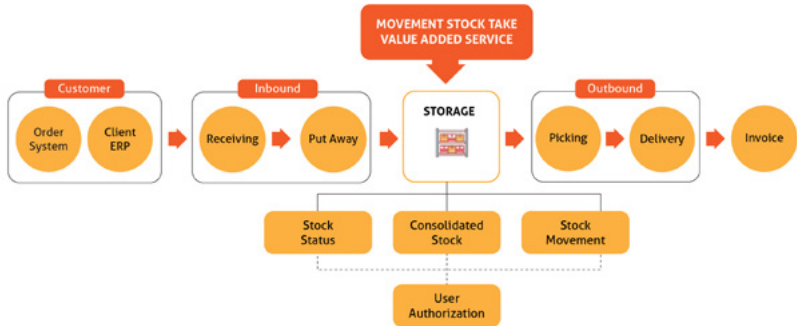 MOVEMENT STOCK TAKE
VALUE ADDED SERVICE
Customer
Inbound
Outbound
Order
System
Client
ERP
Receiving
Put Away
STORAGE
Picking
Delivery
Invoice
Stock
Status
Consolidated
Stock
Stock
Movement
User
Authorization